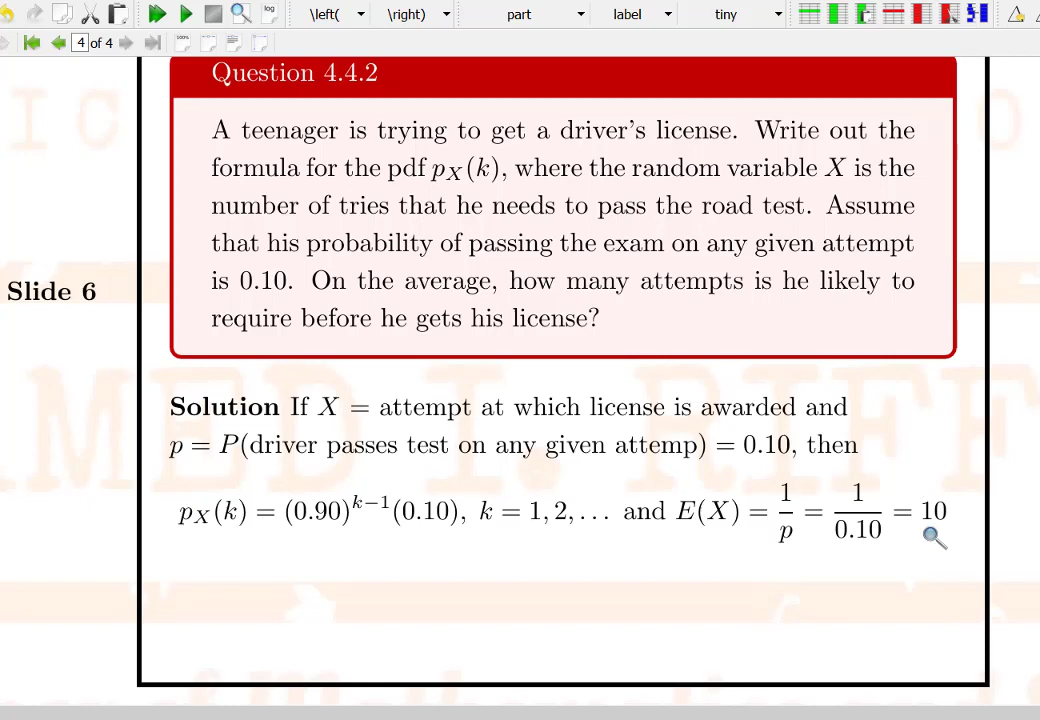 log \left( \right) part label tiny
4 of 4 100%
Question 4.4.2
A teenager is trying to get a driver's license. Write out the
formula for the pdf p_X(k), where the random variable X is the
number of tries that he needs to pass the road test. Assume
that his probability of passing the exam on any given attempt
is 0.10. On the average, how many attempts is he likely to
require before he gets his license?
Slide 6
Solution If X = attempt at which license is awarded and
p = P(driver passes test on any given attemp) = 0.10, then
p_X(k) = (0.90)^{k−1}(0.10), k = 1, 2, . . . and E(X) = 1/p = 1/0.10 = 10